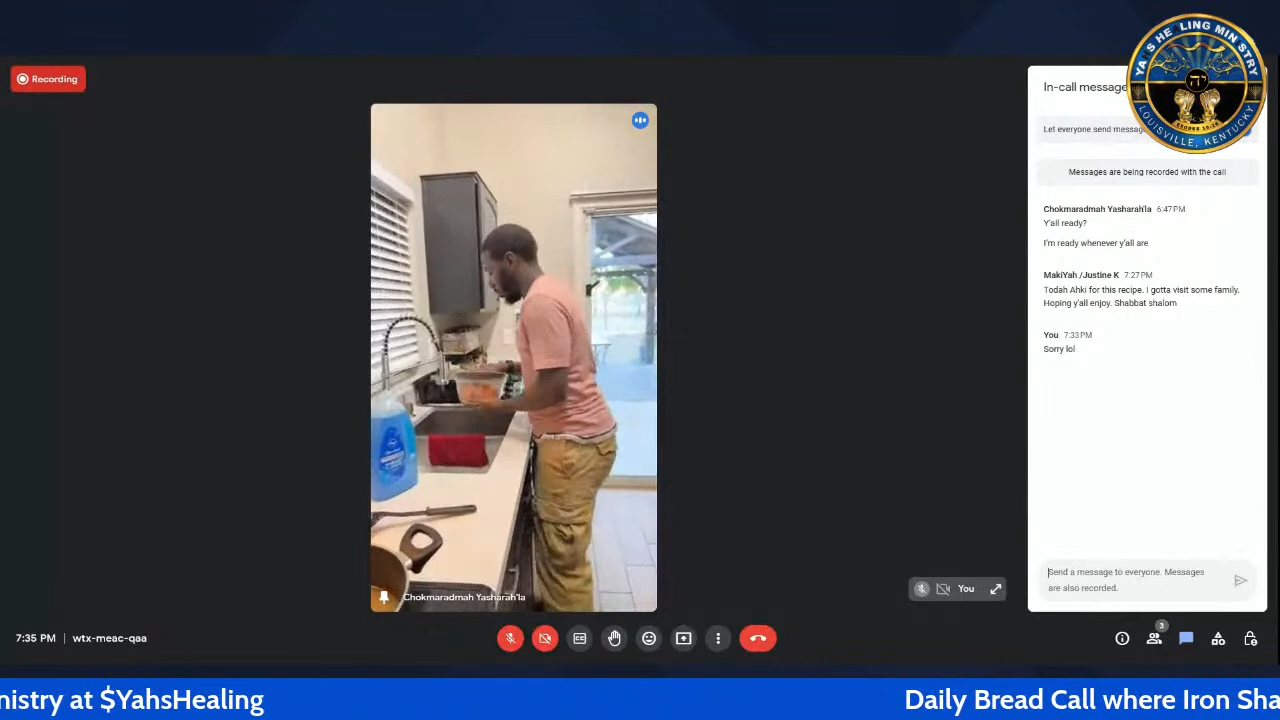 Recording
YA'S HEALING MINISTRY
LOUISVILLE, KENTUCKY
In-call message
Let everyone send messag
Messages are being recorded with the call
Chokmaradmah Yasharah'la 6:47 PM
Y'all ready?
I'm ready whenever y'all are
MakiYah /Justine K 7:27 PM
Todah Ahki for this recipe. I gotta visit some family.
Hoping y'all enjoy. Shabbat shalom
You 7:33 PM
Sorry lol
Send a message to everyone. Messages
are also recorded.
Chokmaradmah Yasharah'la
You
7:35 PM | wtx-meac-qaa
3
nistry at $YahsHealing
Daily Bread Call where Iron Sha